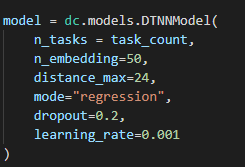 model = dc.models.DTNNModel(
    n_tasks = task_count,
    n_embedding=50,
    distance_max=24,
    mode="regression",
    dropout=0.2,
    learning_rate=0.001
)